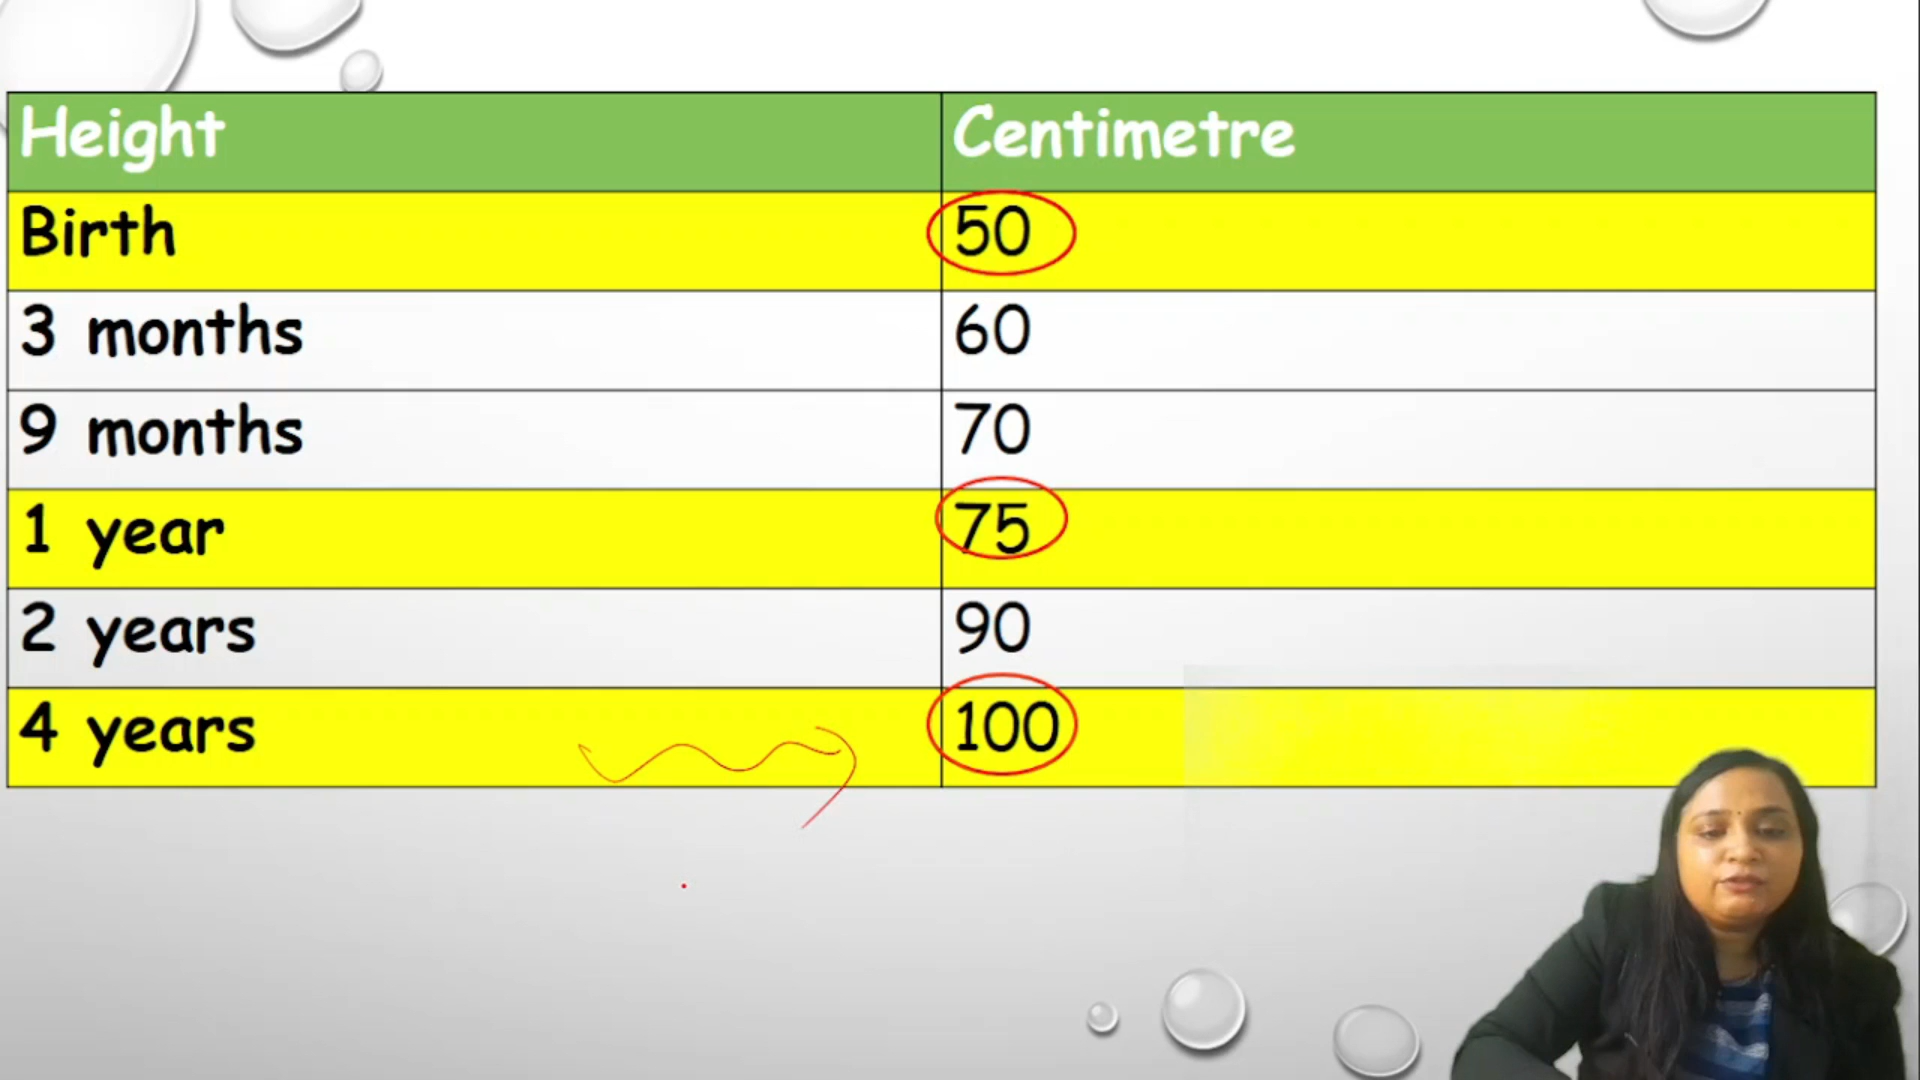 Height Centimetre
Birth 50
3 months 60
9 months 70
1 year 75
2 years 90
4 years 100